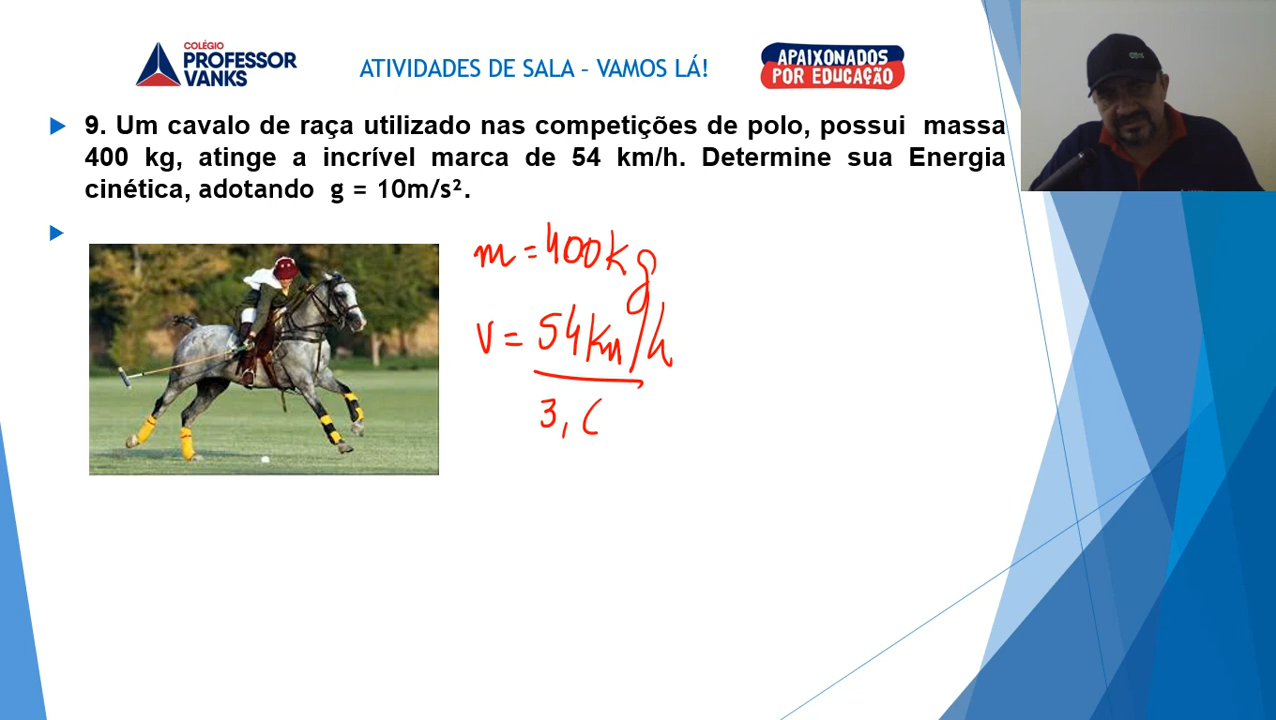 COLÉGIO
PROFESSOR
VANKS
ATIVIDADES DE SALA – VAMOS LÁ!
APAIXONADOS
POR EDUCAÇÃO
9. Um cavalo de raça utilizado nas competições de polo, possui massa
400 kg, atinge a incrível marca de 54 km/h. Determine sua Energia
cinética, adotando g = 10m/s².
m = 400kg
v = 54km/h
3, (